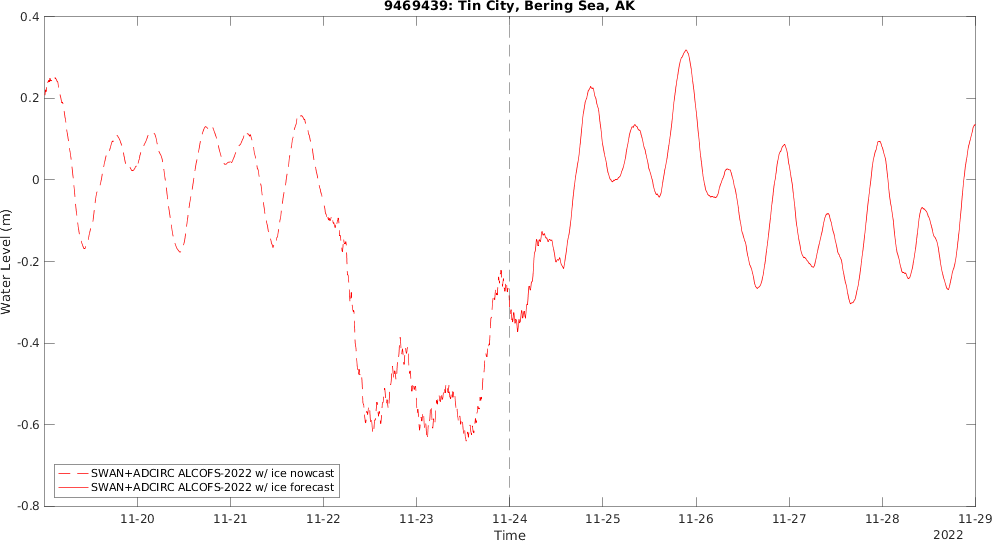 9469439: Tin City, Bering Sea, AK
0.4
0.2
0
-0.2
-0.4
-0.6
-0.8
Water Level (m)
SWAN+ADCIRC ALCOFS-2022 w/ ice nowcast
SWAN+ADCIRC ALCOFS-2022 w/ ice forecast
11-20 11-21 11-22 11-23 11-24 11-25 11-26 11-27 11-28 11-29
Time
2022